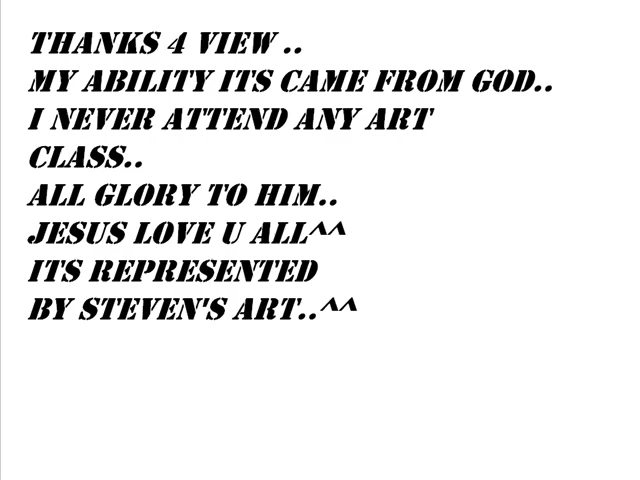 THANKS 4 VIEW ..
MY ABILITY ITS CAME FROM GOD..
I NEVER ATTEND ANY ART
CLASS..
ALL GLORY TO HIM..
JESUS LOVE U ALL^^
ITS REPRESENTED
BY STEVEN'S ART..^^